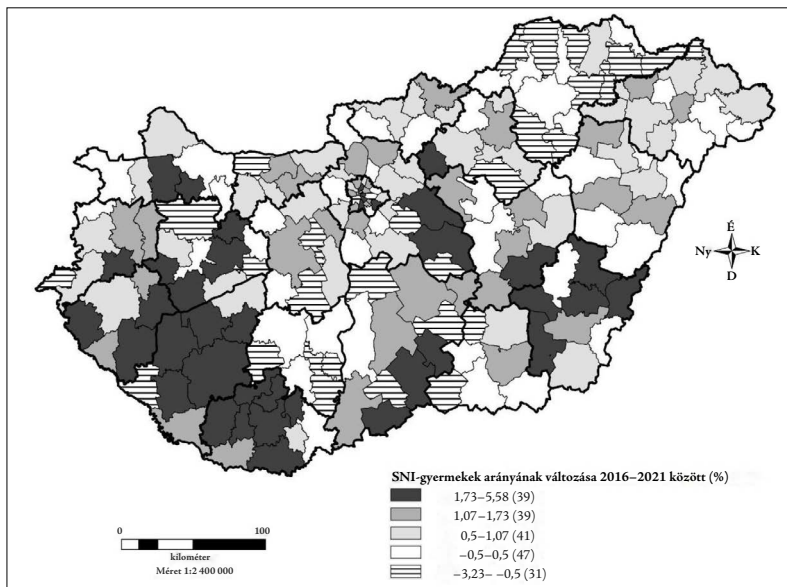 É
Ny K
D
SNI-gyermekek arányának változása 2016–2021 között (%)
1,73–5,58 (39)
1,07–1,73 (39)
0,5–1,07 (41)
–0,5–0,5 (47)
–3,23– –0,5 (31)
0 100
kilométer
Méret 1:2 400 000